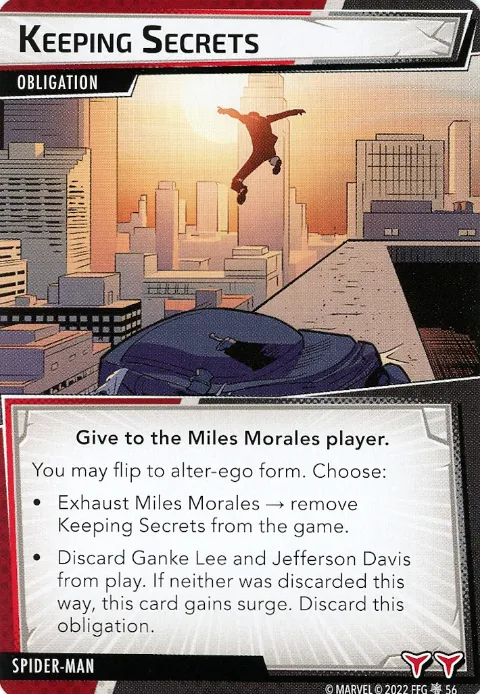 KEEPING SECRETS
OBLIGATION
Give to the Miles Morales player.
You may flip to alter-ego form. Choose:
• Exhaust Miles Morales → remove
Keeping Secrets from the game.
• Discard Ganke Lee and Jefferson Davis
from play. If neither was discarded this
way, this card gains surge. Discard this
obligation.
SPIDER-MAN
© MARVEL © 2022 FFG 56